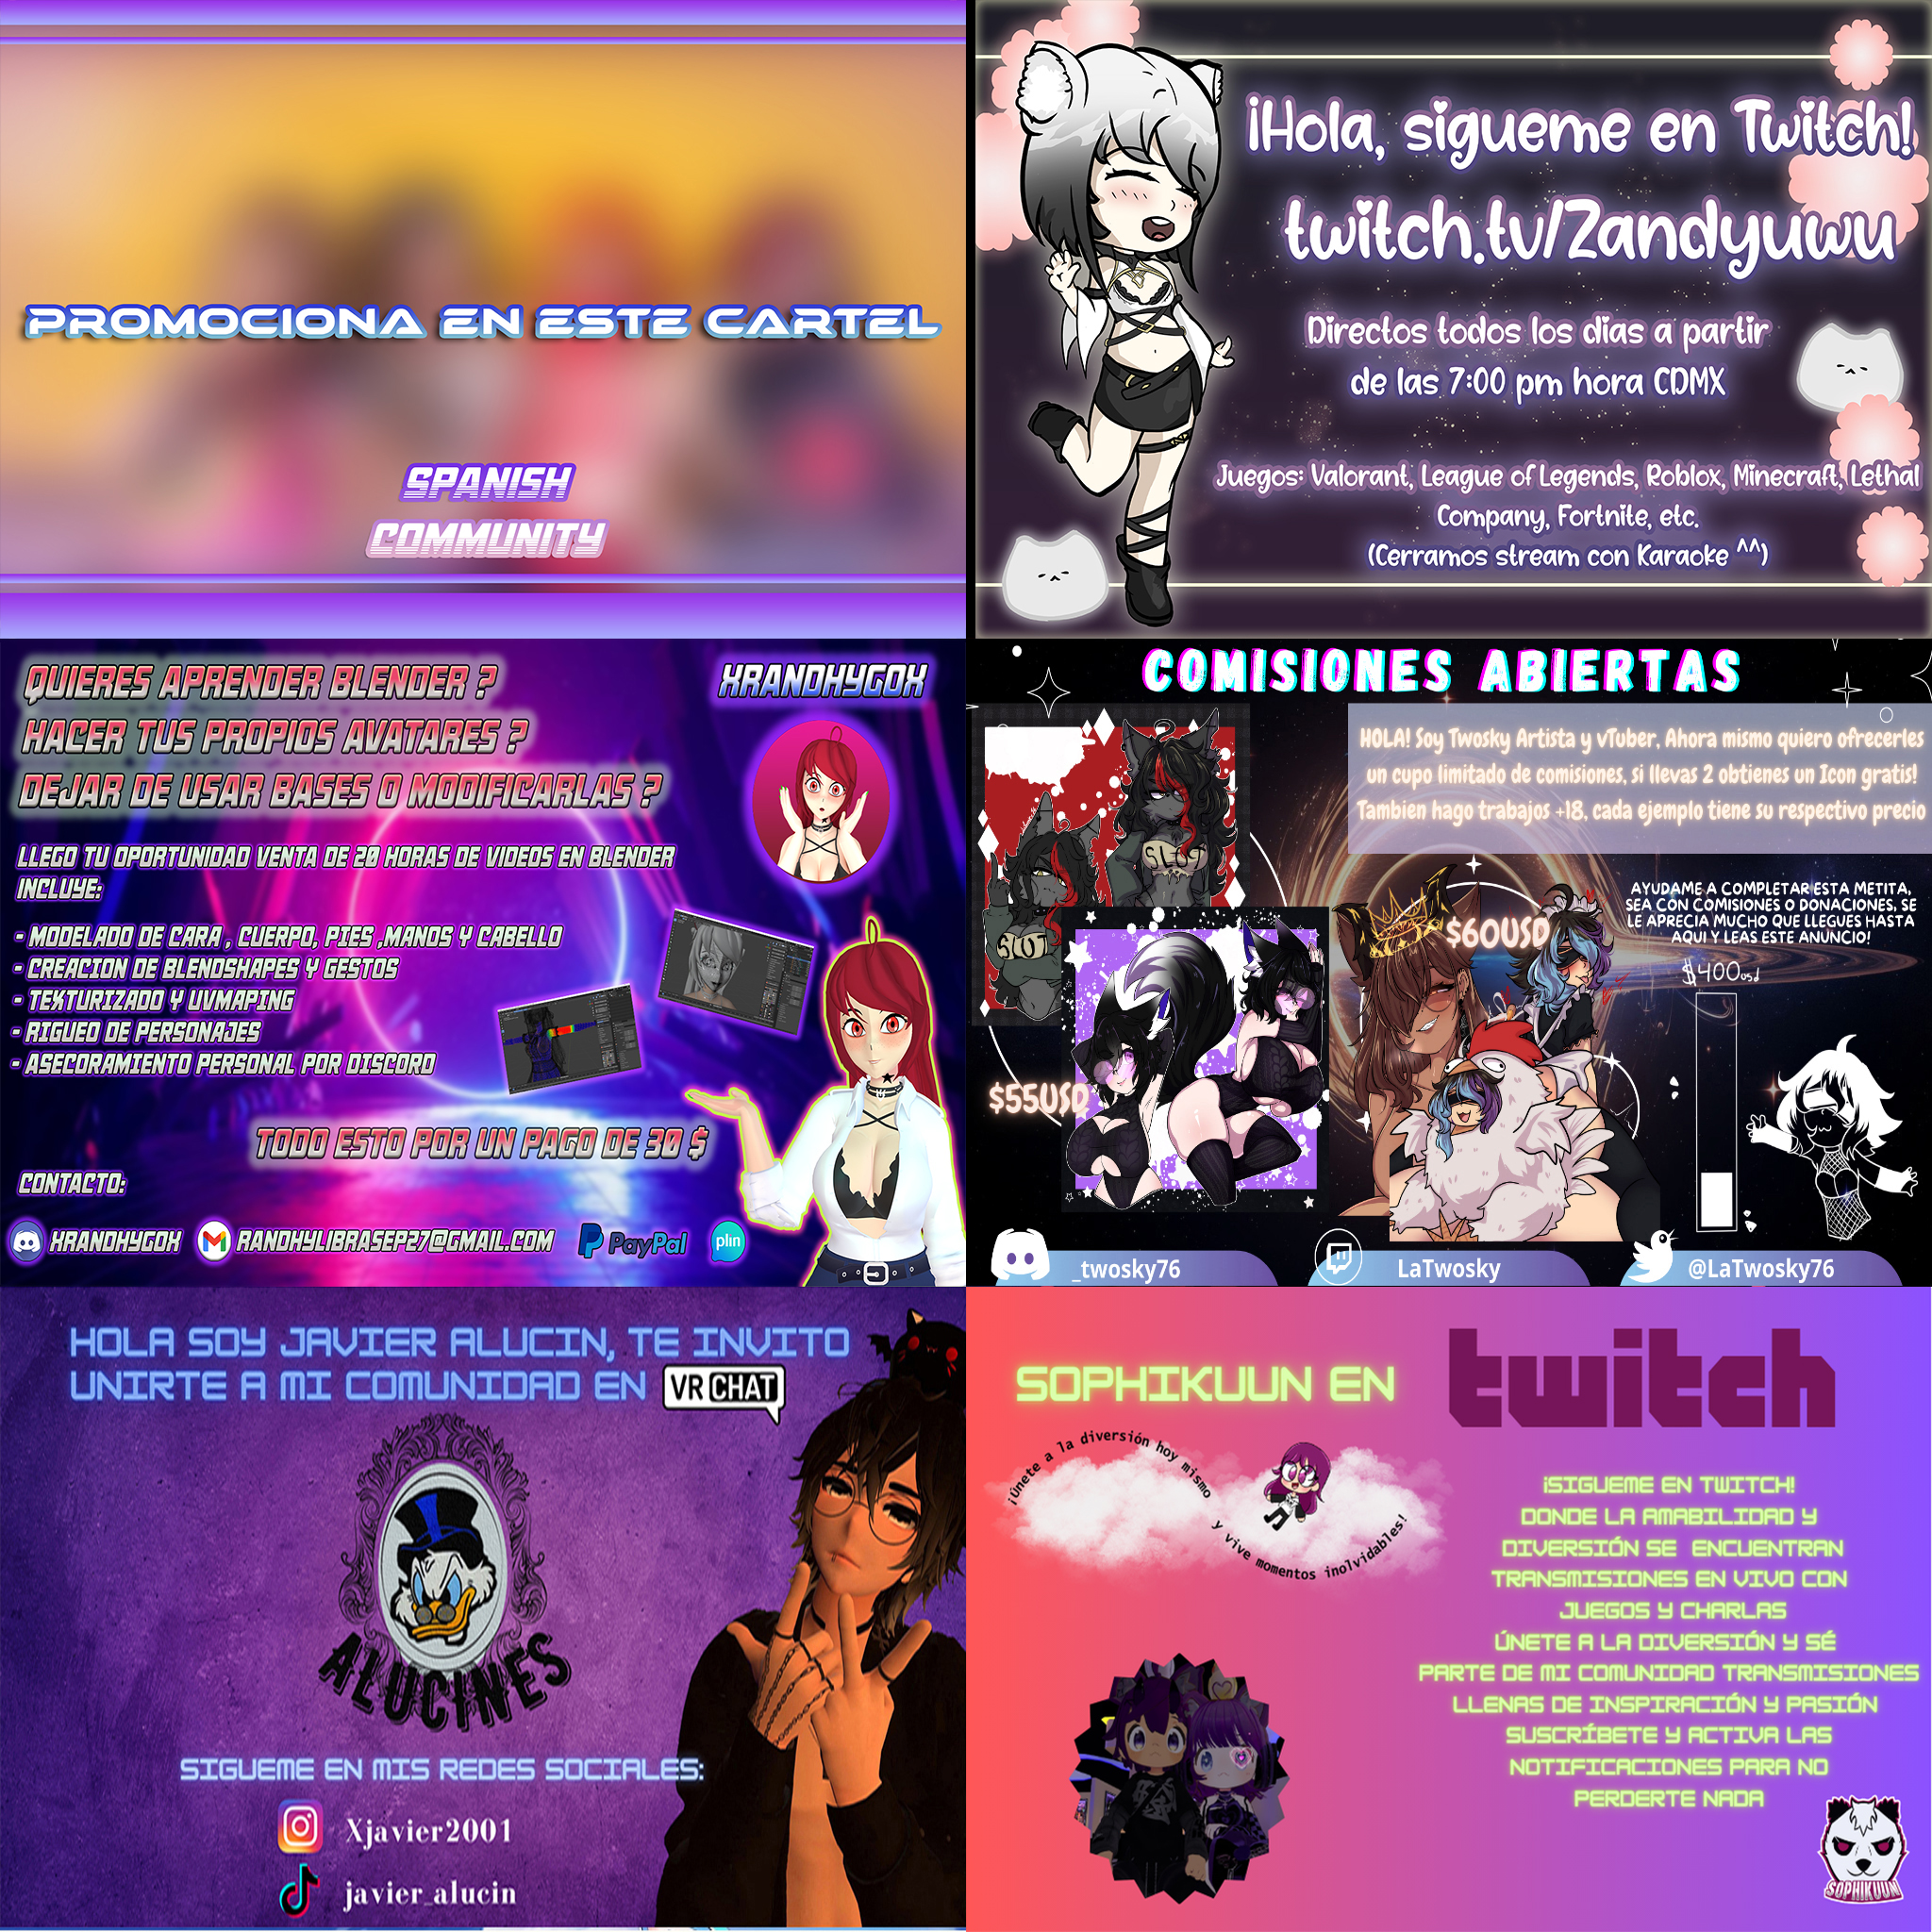 PROMOCIONA EN ESTE CARTEL
SPANISH
COMMUNITY
¡Hola, sigueme en Twitch!
twitch.tv/Zandyuwu
Directos todos los dias a partir
de las 7:00 pm hora CDMX
Juegos: Valorant, League of Legends, Roblox, Minecraft, Lethal
Company, Fortnite, etc.
(Cerramos stream con Karaoke ^^)
QUIERES APRENDER BLENDER ?
HACER TUS PROPIOS AVATARES ?
DEJAR DE USAR BASES O MODIFICARLAS ?
XRANDHYGOX
LLEGO TU OPORTUNIDAD VENTA DE 20 HORAS DE VIDEOS EN BLENDER
INCLUYE:
- MODELADO DE CARA , CUERPO, PIES ,MANOS Y CABELLO
- CREACION DE BLENDSHAPES Y GESTOS
- TEXTURIZADO Y UVMAPING
- RIGUEO DE PERSONAJES
- ASECORAMIENTO PERSONAL POR DISCORD
TODO ESTO POR UN PAGO DE 30 $
CONTACTO:
XRANDHYGOX
RANDHYLIBRASEP27@GMAIL.COM
PayPal
plin
COMISIONES ABIERTAS
HOLA! Soy Twosky Artista y vTuber, Ahora mismo quiero ofrecerles
un cupo limitado de comisiones, si llevas 2 obtienes un Icon gratis!
Tambien hago trabajos +18, cada ejemplo tiene su respectivo precio
SLUT
SLUT
$60USD
AYUDAME A COMPLETAR ESTA METITA,
SEA CON COMISIONES O DONACIONES, SE
LE APRECIA MUCHO QUE LLEGUES HASTA
AQUI Y LEAS ESTE ANUNCIO!
$400usd
$55USD
_twosky76
LaTwosky
@LaTwosky76
HOLA SOY JAVIER ALUCIN, TE INVITO
UNIRTE A MI COMUNIDAD EN VRCHAT
ALUCINES
SIGUEME EN MIS REDES SOCIALES:
Xjavier2001
javier_alucin
SOPHIKUUN EN twitch
¡Únete a la diversión hoy mismo
y vive momentos inolvidables!
¡SIGUEME EN TWITCH!
DONDE LA AMABILIDAD Y
DIVERSIÓN SE ENCUENTRAN
TRANSMISIONES EN VIVO CON
JUEGOS Y CHARLAS
ÚNETE A LA DIVERSIÓN Y SÉ
PARTE DE MI COMUNIDAD TRANSMISIONES
LLENAS DE INSPIRACIÓN Y PASIÓN
SUSCRÍBETE Y ACTIVA LAS
NOTIFICACIONES PARA NO
PERDERTE NADA
SOPHIKUUN